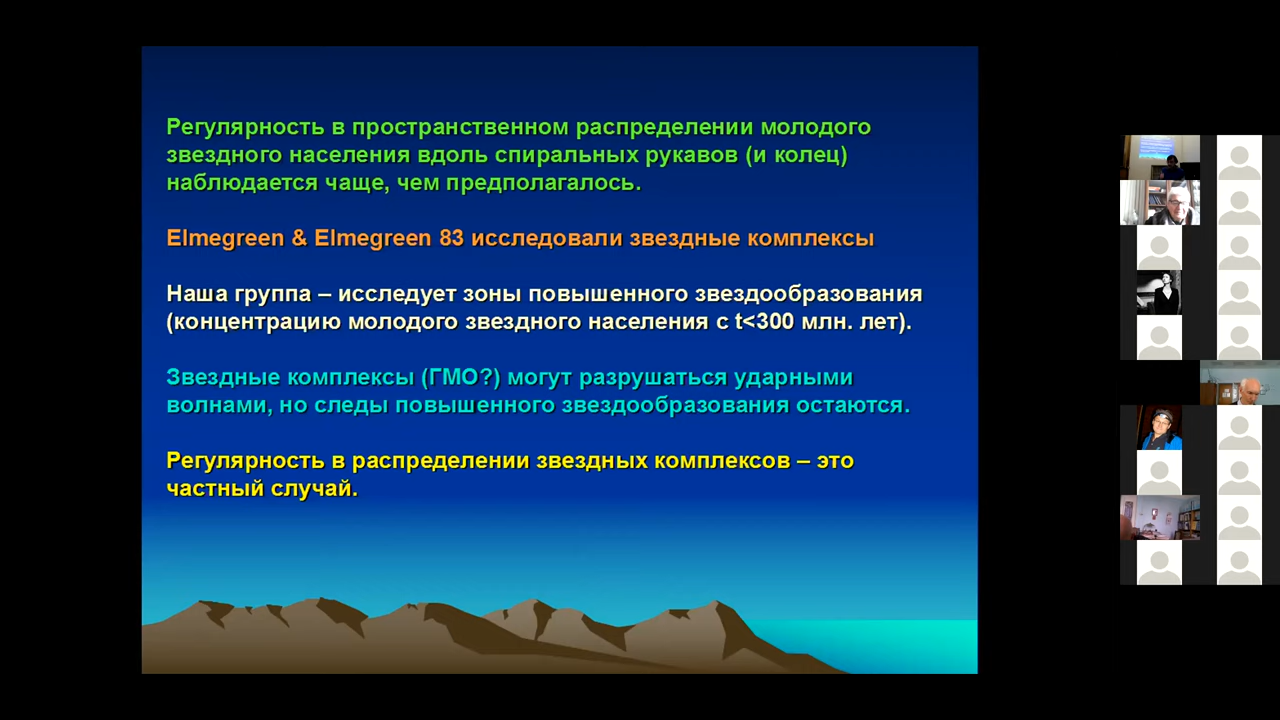 Регулярность в пространственном распределении молодого
звездного населения вдоль спиральных рукавов (и колец)
наблюдается чаще, чем предполагалось.
Elmegreen & Elmegreen 83 исследовали звездные комплексы
Наша группа – исследует зоны повышенного звездообразования
(концентрацию молодого звездного населения с t<300 млн. лет).
Звездные комплексы (ГМО?) могут разрушаться ударными
волнами, но следы повышенного звездообразования остаются.
Регулярность в распределении звездных комплексов – это
частный случай.